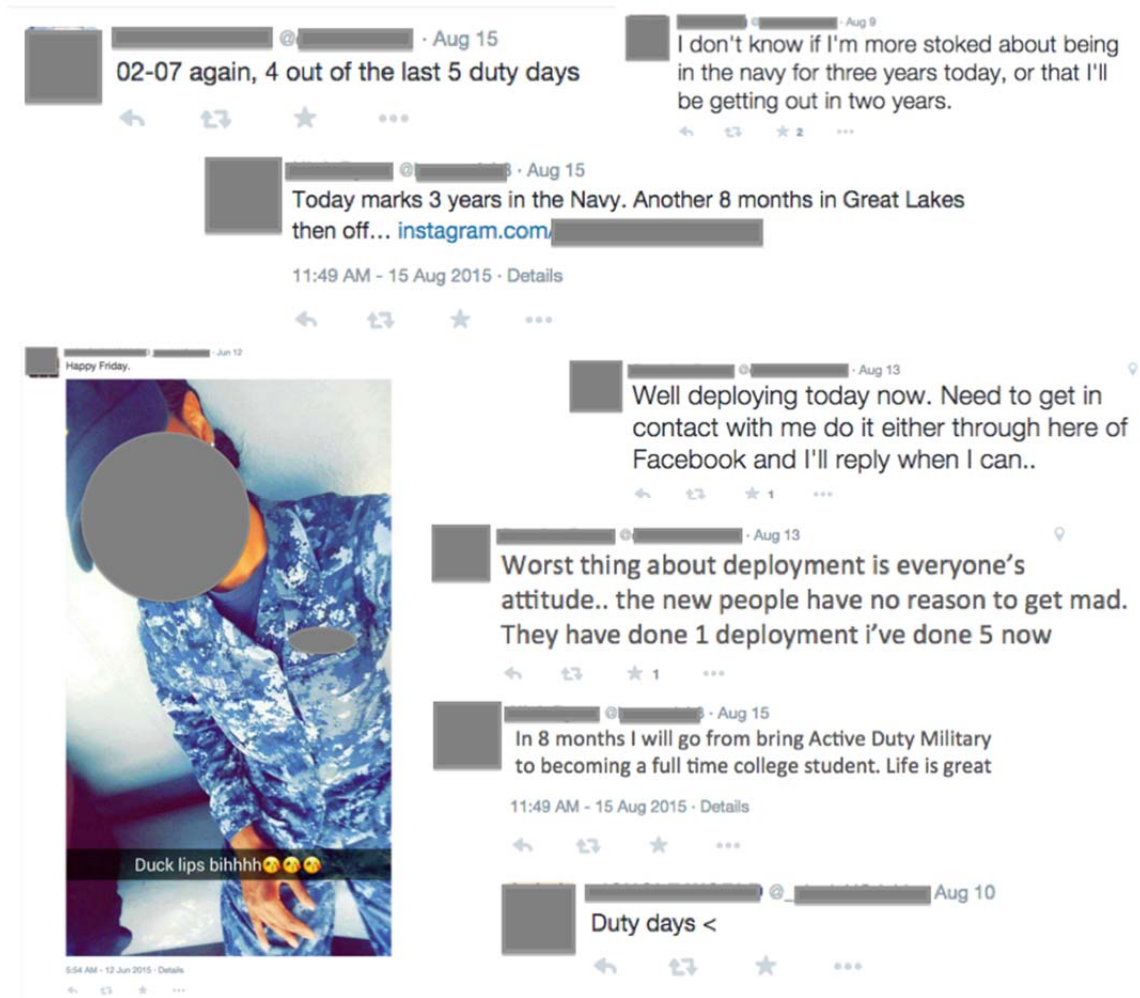 @ · Aug 15
02-07 again, 4 out of the last 5 duty days
· Aug 9
I don't know if I'm more stoked about being
in the navy for three years today, or that I'll
be getting out in two years.
2
@ · Aug 15
Today marks 3 years in the Navy. Another 8 months in Great Lakes
then off... instagram.com/
11:49 AM - 15 Aug 2015 · Details
· Jun 12
Happy Friday.
Duck lips bihhhh😘😘😘
5:54 AM - 12 Jun 2015 · Details
@ · Aug 13
Well deploying today now. Need to get in
contact with me do it either through here of
Facebook and I'll reply when I can..
1
@ · Aug 13
Worst thing about deployment is everyone's
attitude.. the new people have no reason to get mad.
They have done 1 deployment i've done 5 now
1
@ · Aug 15
In 8 months I will go from bring Active Duty Military
to becoming a full time college student. Life is great
11:49 AM - 15 Aug 2015 · Details
@_ Aug 10
Duty days <